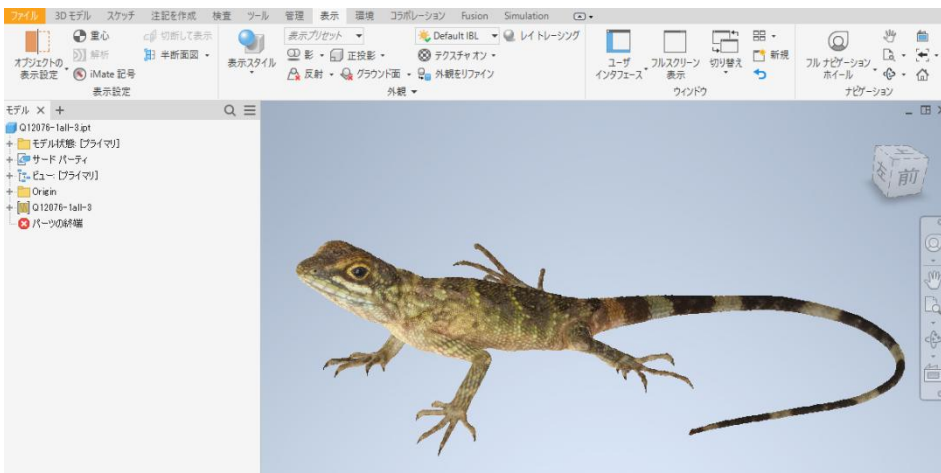 ファイル 3D モデル スケッチ 注記を作成 検査 ツール 管理 表示 環境 コラボレーション Fusion Simulation
重心 切断して表示 表示プリセット Default IBL レイ トレーシング
解析 半断面図 影 正投影 テクスチャ オン 新規
オブジェクトの表示設定 iMate 記号 表示スタイル 反射 グラウンド面 外観をリファイン ユーザ インタフェース フルスクリーン表示 切り替え フル ナビゲーション ホイール
表示設定 外観 ウィンドウ ナビゲーション
モデル
Q12076-1all-3.ipt
モデル状態: [プライマリ]
サード パーティ
ビュー: [プライマリ]
Origin
Q12076-1all-3
パーツの終端
左 前